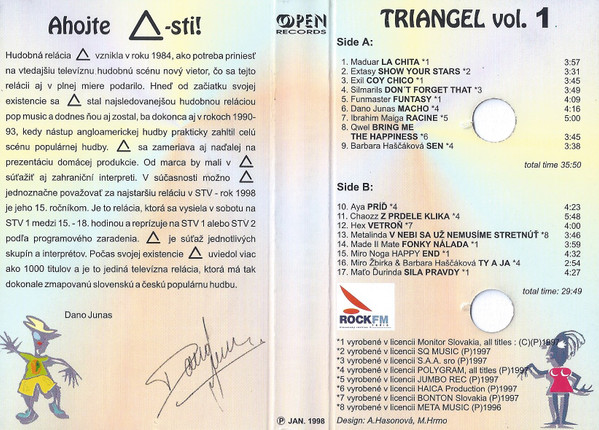 Ahojte △-sti!
Hudobná relácia △ vznikla v roku 1984, ako potreba priniesť
na vtedajšiu televíznu hudobnú scénu nový vietor, čo sa tejto
relácii aj v plnej miere podarilo. Hneď od začiatku svojej
existencie sa △ stal najsledovanejšou hudobnou reláciou
pop music a dodnes ňou aj zostal, ba dokonca aj v rokoch 1990-
93, kedy nástup angloamerickej hudby prakticky zahltil celú
scénu populárnej hudby. △ sa zameriava aj naďalej na
prezentáciu domácej produkcie. Od marca by mali v △
súťažiť aj zahraniční interpreti. V súčasnosti možno △
jednoznačne považovať za najstaršiu reláciu v STV - rok 1998
je jeho 15. ročníkom. Je to relácia, ktorá sa vysiela v sobotu na
STV 1 medzi 15. - 18. hodinou a reprízuje na STV 1 alebo STV 2
podľa programového zaradenia. △ je súťaž jednotlivých
skupín a interprétov. Počas svojej existencie △ uviedol viac
ako 1000 titulov a je to jediná televízna relácia, ktorá má tak
dokonale zmapovanú slovenskú a českú populárnu hudbu.
Dano Junas
OPEN
RECORDS
Ⓟ JAN. 1998
TRIANGEL vol. 1
Side A:
1. Maduar LA CHITA *1 3:57
2. Extasy SHOW YOUR STARS *2 3:31
3. Exil COY CHICO *1 3:45
4. Silmarils DON´T FORGET THAT *3 3:49
5. Funmaster FUNTASY *1 4:09
6. Dano Junas MACHO *4 4:16
7. Ibrahim Maiga RACINE *5 5:00
8. Qwel BRING ME
THE HAPPINESS *6 3:45
9. Barbara Haščáková SEN *4 3:38
total time 35:50
Side B:
10. Aya PRÍĎ *4 4:23
11. Chaozz Z PRDELE KLIKA *4 5:48
12. Hex VETROŇ *7 4:00
13. Metalinda V NEBI SA UŽ NEMUSÍME STRETNÚŤ *8 3:46
14. Made II Mate FONKY NÁLADA *1 3:59
15. Miro Noga HAPPY END *1 4:32
16. Miro Žbirka & Barbara Haščáková TY A JA *4 2:54
17. Maťo Ďurinda SILA PRAVDY *1 4:27
total time: 29:49
ROCK FM
rádio
*1 vyrobené v licencii Monitor Slovakia, all titles : (C)(P)1997
*2 vyrobené v licencii SQ MUSIC (P)1997
*3 vyrobené v licencii S.A.A. sro (P)1997
*4 vyrobené v licencii POLYGRAM, all titles (P)1997
*5 vyrobené v licencii JUMBO REC (P)1997
*6 vyrobené v licencii HAICA Production (P)1997
*7 vyrobené v licencii BONTON Slovakia (P)1997
*8 vyrobené v licencii META MUSIC (P)1996
Design: A.Hasonová, M.Hrmo